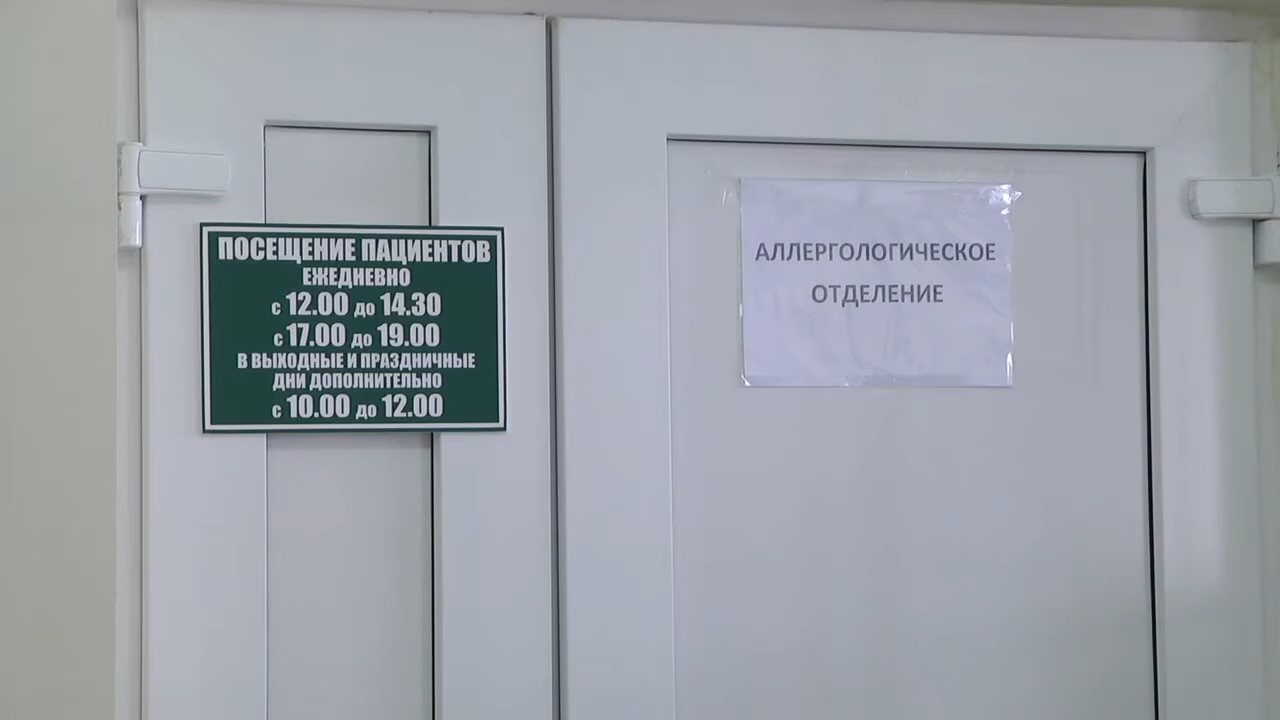 ПОСЕЩЕНИЕ ПАЦИЕНТОВ
ЕЖЕДНЕВНО
с 12.00 до 14.30
с 17.00 до 19.00
В ВЫХОДНЫЕ И ПРАЗДНИЧНЫЕ
ДНИ ДОПОЛНИТЕЛЬНО
с 10.00 до 12.00
АЛЛЕРГОЛОГИЧЕСКОЕ
ОТДЕЛЕНИЕ